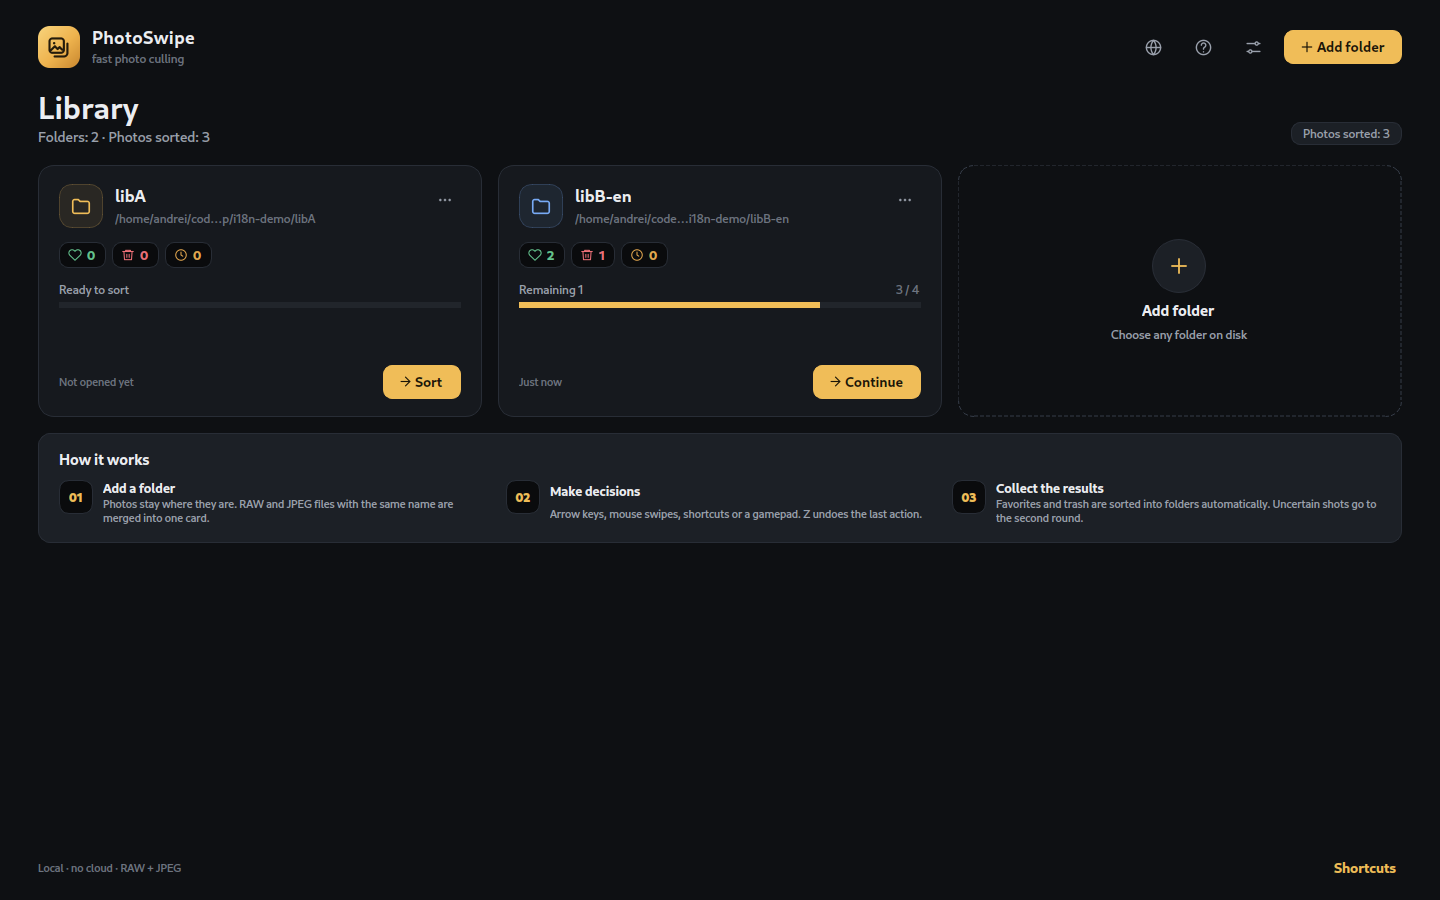 PhotoSwipe
fast photo culling
+ Add folder
Library
Folders: 2 · Photos sorted: 3
Photos sorted: 3
libA
/home/andrei/cod…p/i18n-demo/libA
0 0 0
Ready to sort
Not opened yet
→ Sort
libB-en
/home/andrei/code…i18n-demo/libB-en
2 1 0
Remaining 1
3 / 4
Just now
→ Continue
Add folder
Choose any folder on disk
How it works
01
Add a folder
Photos stay where they are. RAW and JPEG files with the same name are
merged into one card.
02
Make decisions
Arrow keys, mouse swipes, shortcuts or a gamepad. Z undoes the last action.
03
Collect the results
Favorites and trash are sorted into folders automatically. Uncertain shots go to
the second round.
Local · no cloud · RAW + JPEG
Shortcuts